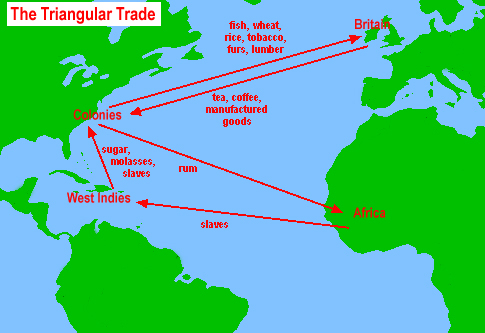 The Triangular Trade
fish, wheat,
rice, tobacco,
furs, lumber
Britain
tea, coffee,
manufactured
goods
Colonies
sugar,
molasses,
slaves
rum
West Indies
Africa
slaves